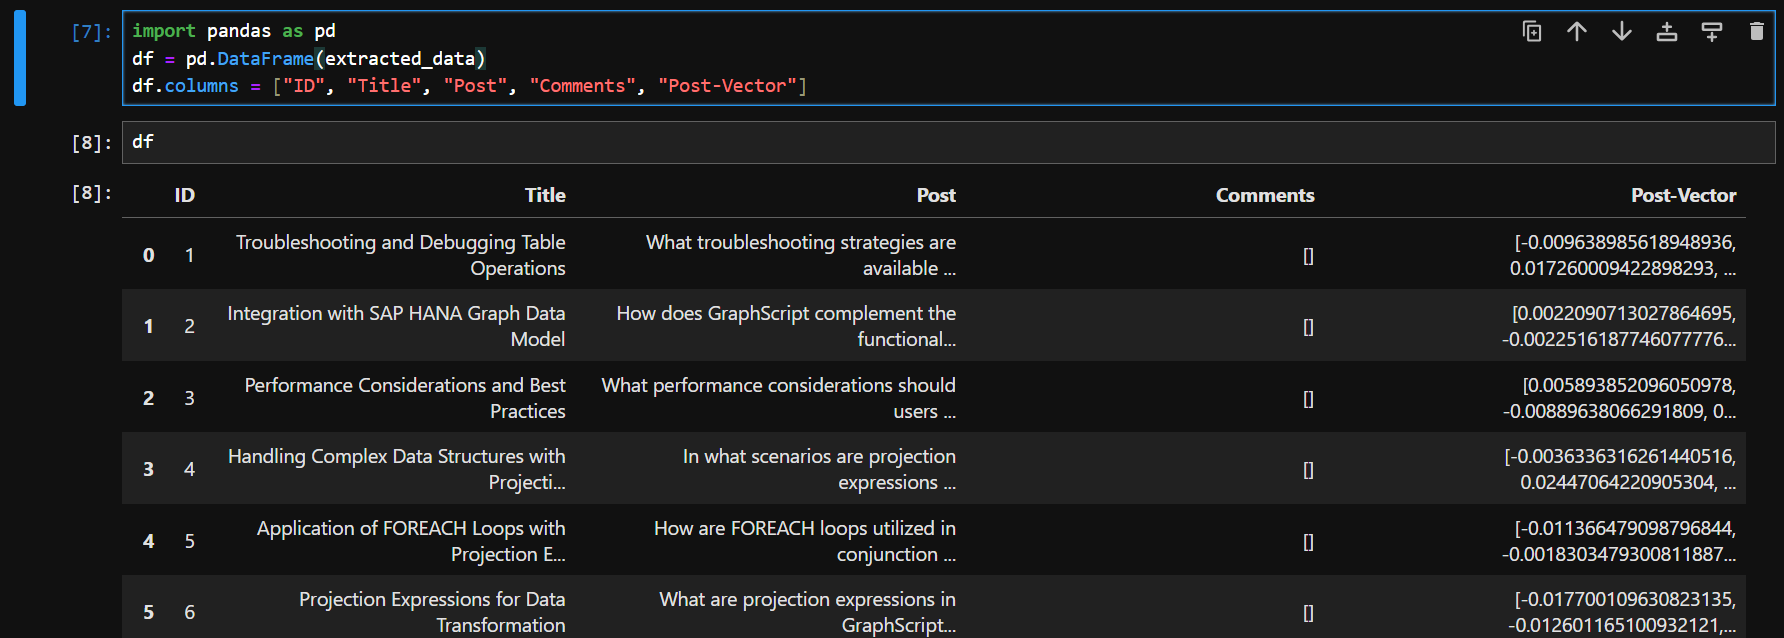 [7]: import pandas as pd
df = pd.DataFrame(extracted_data)
df.columns = ["ID", "Title", "Post", "Comments", "Post-Vector"]
[8]: df
[8]: ID Title Post Comments Post-Vector
0 1 Troubleshooting and Debugging Table Operations What troubleshooting strategies are available ... [] [-0.009638985618948936, 0.017260009422898293, ...
1 2 Integration with SAP HANA Graph Data Model How does GraphScript complement the functional... [] [0.0022090713027864695, -0.0022516187746077776...
2 3 Performance Considerations and Best Practices What performance considerations should users ... [] [0.005893852096050978, -0.00889638066291809, 0...
3 4 Handling Complex Data Structures with Projecti... In what scenarios are projection expressions ... [] [-0.0036336316261440516, 0.02447064220905304, ...
4 5 Application of FOREACH Loops with Projection E... How are FOREACH loops utilized in conjunction ... [] [-0.011366479098796844, -0.0018303479300811887...
5 6 Projection Expressions for Data Transformation What are projection expressions in GraphScript... [] [-0.017700109630823135, -0.012601165100932121,...